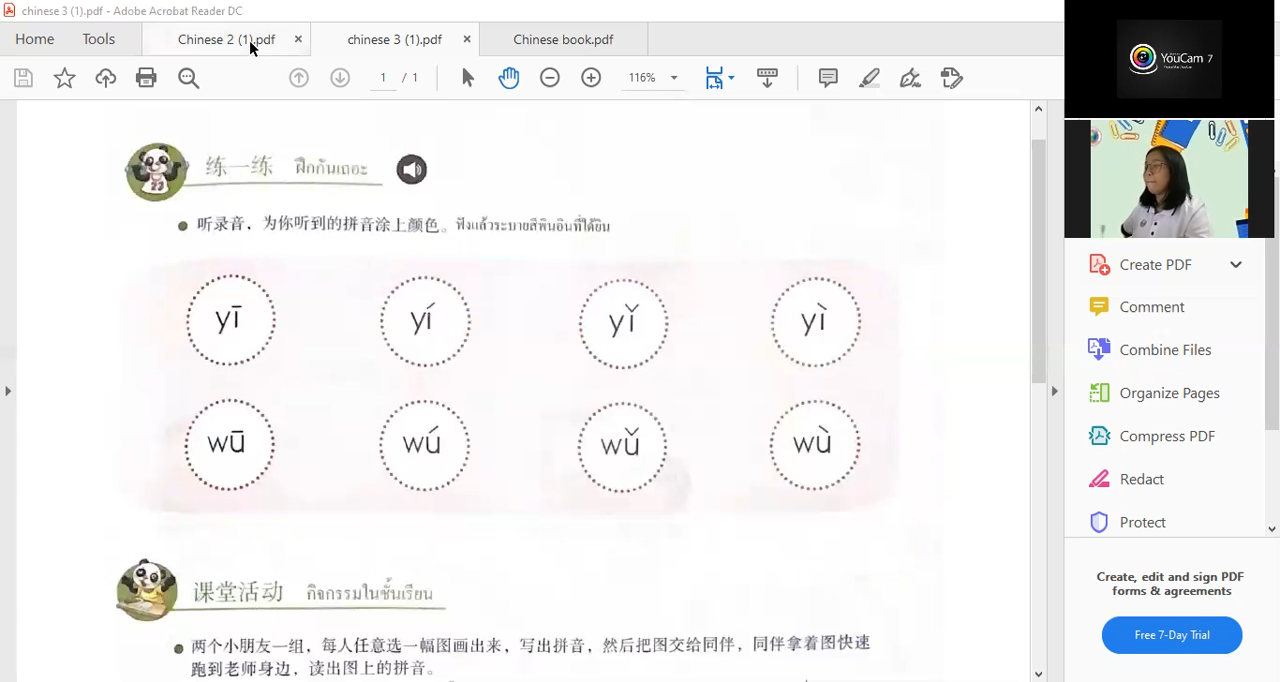 chinese 3 (1).pdf - Adobe Acrobat Reader DC
Home Tools Chinese 2 (1).pdf × chinese 3 (1).pdf × Chinese book.pdf
1 / 1 116%
YouCam 7
练一练 ฝึกกันเถอะ
听录音，为你听到的拼音涂上颜色。 ฟังแล้วระบายสีพินอินที่ได้ยิน
yī yí yǐ yì
wū wú wǔ wù
课堂活动 กิจกรรมในชั้นเรียน
两个小朋友一组，每人任意选一幅图画出来，写出拼音，然后把图交给同伴，同伴拿着图快速
跑到老师身边，读出图上的拼音。
Create PDF
Comment
Combine Files
Organize Pages
Compress PDF
Redact
Protect
Create, edit and sign PDF
forms & agreements
Free 7-Day Trial